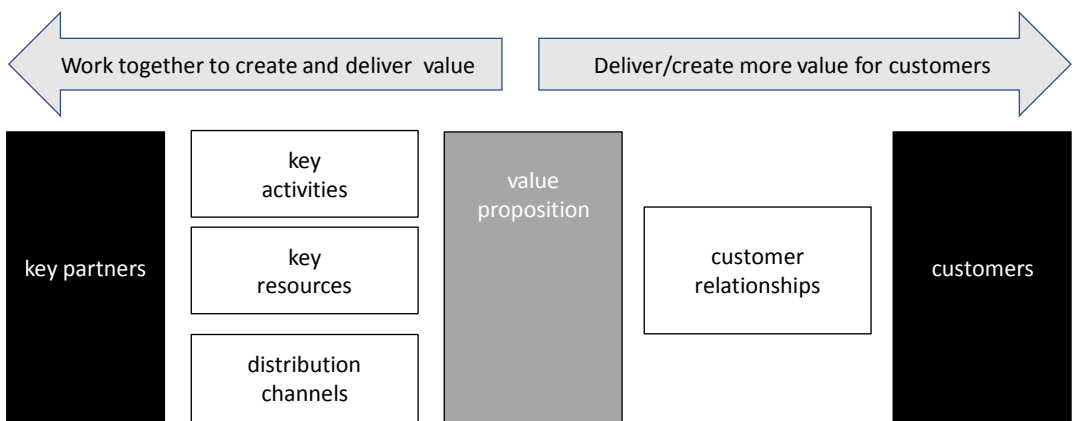 Work together to create and deliver  value
Deliver/create more value for customers
key partners
key
activities
key
resources
distribution
channels
value
proposition
customer
relationships
customers